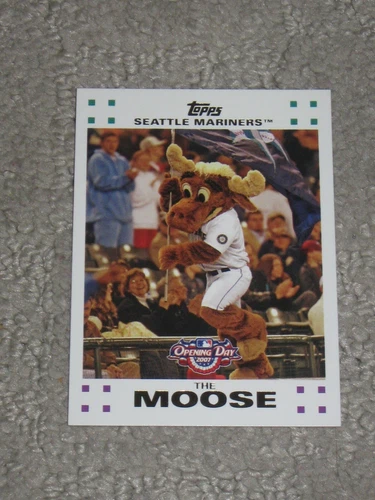 Topps
SEATTLE MARINERS™
OPENING DAY
2007
THE
MOOSE